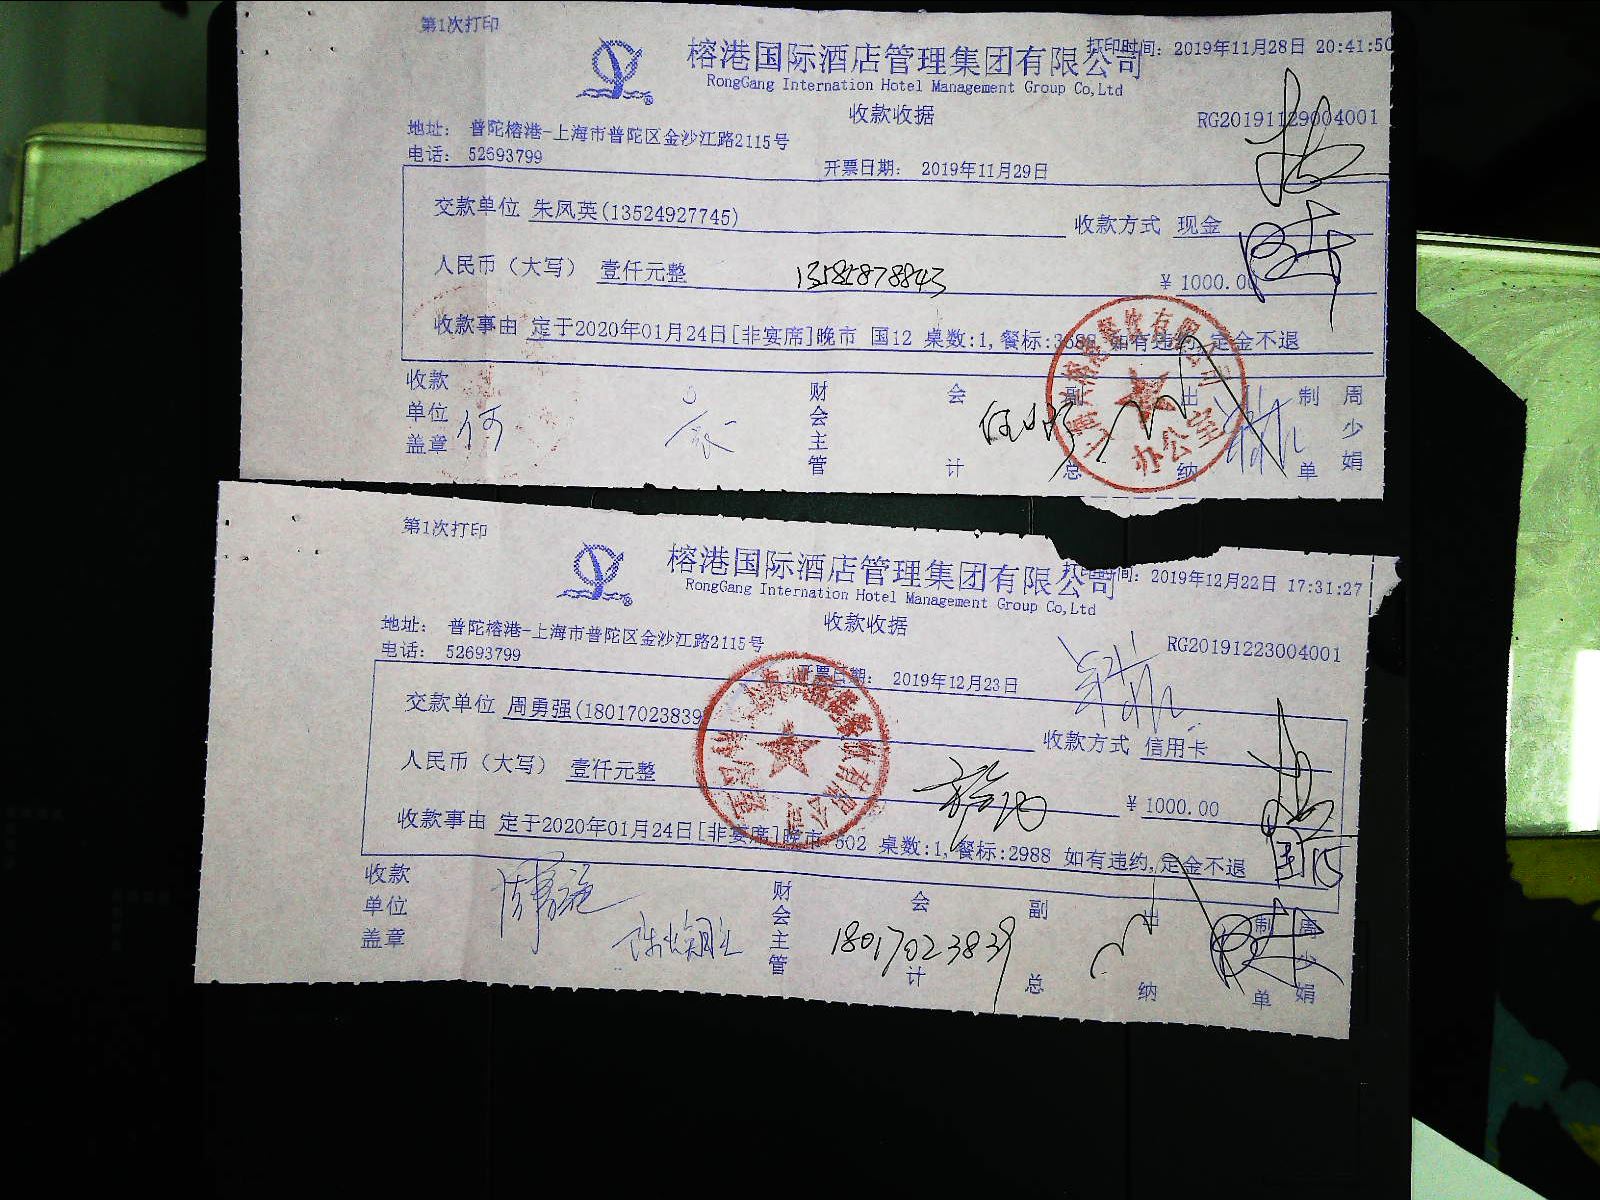 第1次打印
打印时间：2019年11月28日 20:41:50
榕港国际酒店管理集团有限公司
RongGang Internation Hotel Management Group Co,Ltd
收款收据
RG20191129004001
地址： 普陀榕港-上海市普陀区金沙江路2115号
电话： 52693799
开票日期： 2019年11月29日
交款单位 朱凤英(13524927745)
收款方式 现金
人民币（大写） 壹仟元整
￥1000.00
收款事由 定于2020年01月24日[非宴席]晚市 国12 桌数:1,餐标:3688 如有违约,定金不退
收款单位盖章
财会主管
会计
副总
出纳
制单
周少娟
办公室
第1次打印
打印时间：2019年12月22日 17:31:27
榕港国际酒店管理集团有限公司
RongGang Internation Hotel Management Group Co,Ltd
收款收据
RG20191223004001
地址： 普陀榕港-上海市普陀区金沙江路2115号
电话： 52693799
开票日期： 2019年12月23日
交款单位 周勇强(18017023839
收款方式 信用卡
人民币（大写） 壹仟元整
￥1000.00
收款事由 定于2020年01月24日[非宴席]晚市 802 桌数:1,餐标:2988 如有违约,定金不退
国15
收款单位盖章
财会主管
18017023839
会计
副总
出纳
制单
周少娟